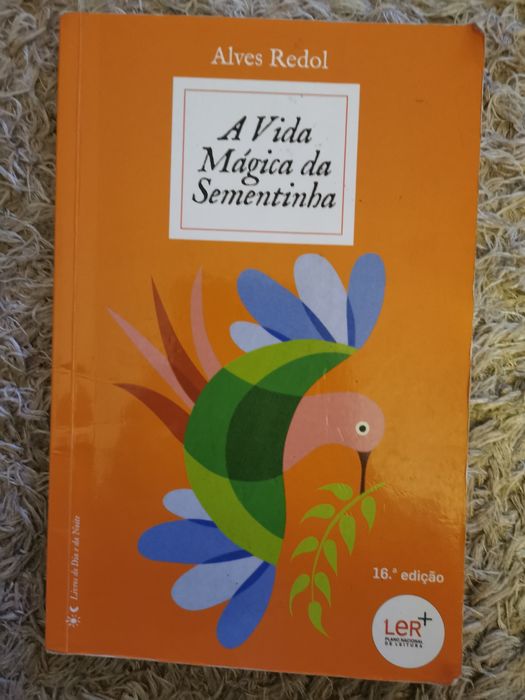 Alves Redol
A Vida
Mágica da
Sementinha
Livros do Dia e da Noite
16.ª edição
LeR+
PLANO NACIONAL
DE LEITURA